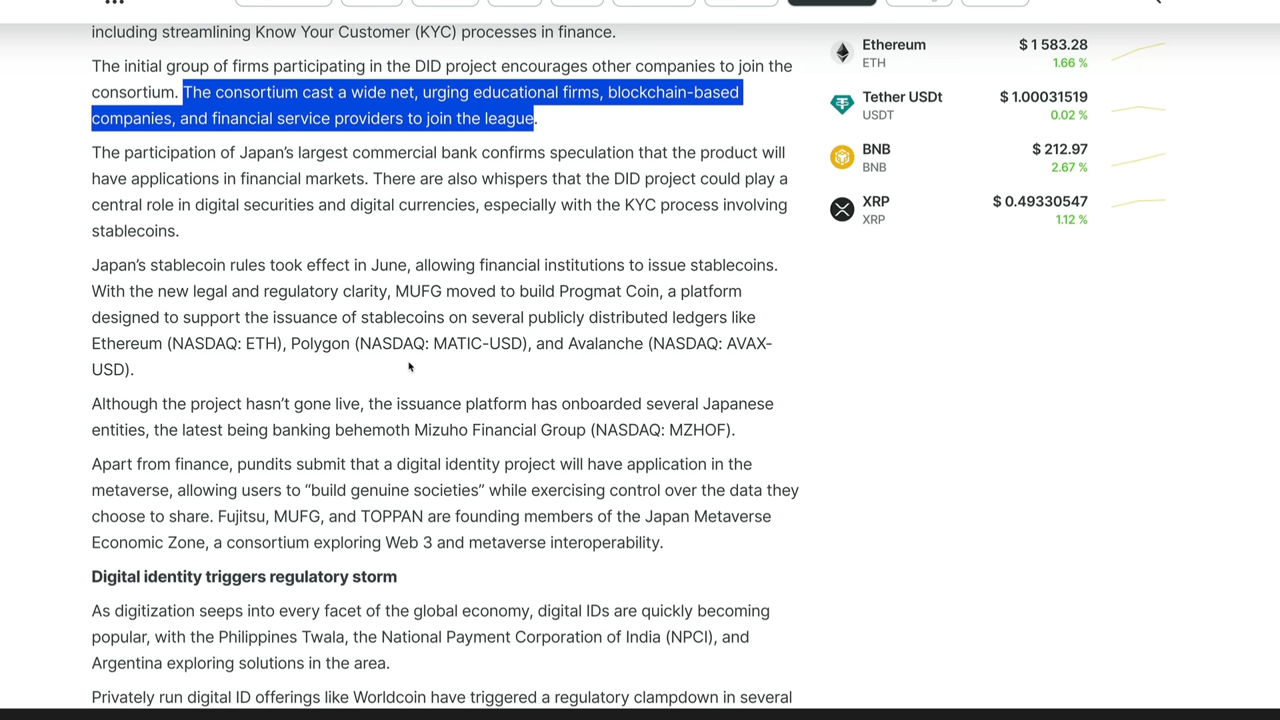 including streamlining Know Your Customer (KYC) processes in finance.
The initial group of firms participating in the DID project encourages other companies to join the
consortium. The consortium cast a wide net, urging educational firms, blockchain-based
companies, and financial service providers to join the league.
The participation of Japan’s largest commercial bank confirms speculation that the product will
have applications in financial markets. There are also whispers that the DID project could play a
central role in digital securities and digital currencies, especially with the KYC process involving
stablecoins.
Japan’s stablecoin rules took effect in June, allowing financial institutions to issue stablecoins.
With the new legal and regulatory clarity, MUFG moved to build Progmat Coin, a platform
designed to support the issuance of stablecoins on several publicly distributed ledgers like
Ethereum (NASDAQ: ETH), Polygon (NASDAQ: MATIC-USD), and Avalanche (NASDAQ: AVAX-
USD).
Although the project hasn’t gone live, the issuance platform has onboarded several Japanese
entities, the latest being banking behemoth Mizuho Financial Group (NASDAQ: MZHOF).
Apart from finance, pundits submit that a digital identity project will have application in the
metaverse, allowing users to “build genuine societies” while exercising control over the data they
choose to share. Fujitsu, MUFG, and TOPPAN are founding members of the Japan Metaverse
Economic Zone, a consortium exploring Web 3 and metaverse interoperability.
Digital identity triggers regulatory storm
As digitization seeps into every facet of the global economy, digital IDs are quickly becoming
popular, with the Philippines Twala, the National Payment Corporation of India (NPCI), and
Argentina exploring solutions in the area.
Privately run digital ID offerings like Worldcoin have triggered a regulatory clampdown in several
Ethereum $ 1 583.28
ETH 1.66 %
Tether USDt $ 1.00031519
USDT 0.02 %
BNB $ 212.97
BNB 2.67 %
XRP $ 0.49330547
XRP 1.12 %